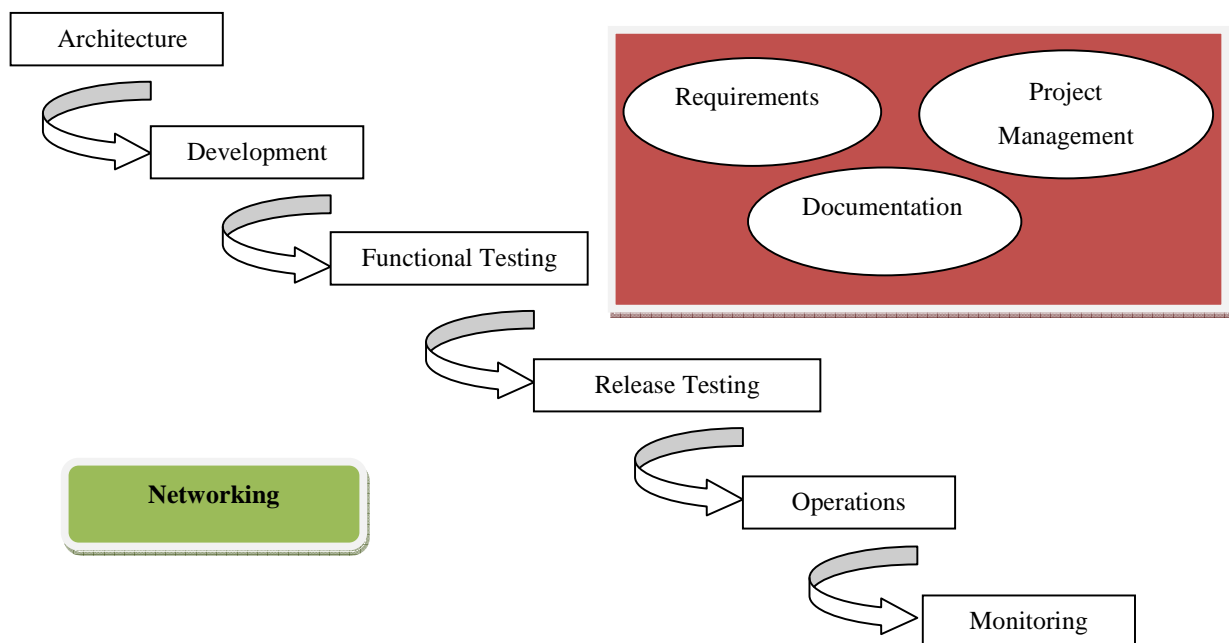 Architecture
Requirements
Project
Management
Development
Documentation
Functional Testing
Release Testing
Networking
Operations
Monitoring